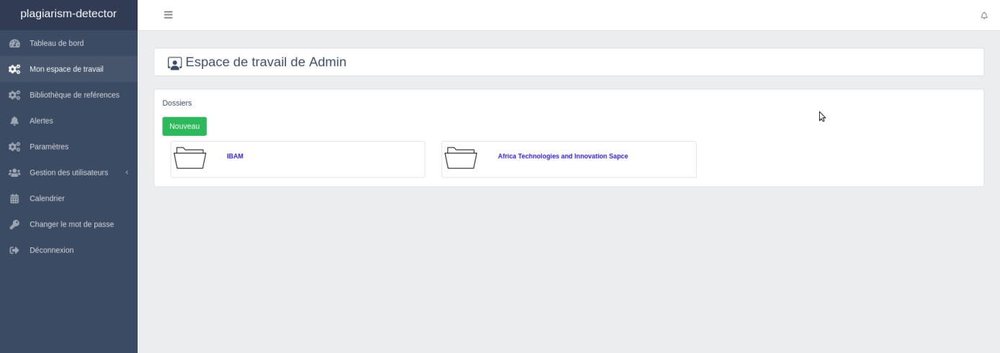 plagiarism-detector
Tableau de bord
Mon espace de travail
Bibliothèque de reférences
Alertes
Paramètres
Gestion des utilisateurs
Calendrier
Changer le mot de passe
Déconnexion
Espace de travail de Admin
Dossiers
Nouveau
IBAM
Africa Technologies and Innovation Sapce